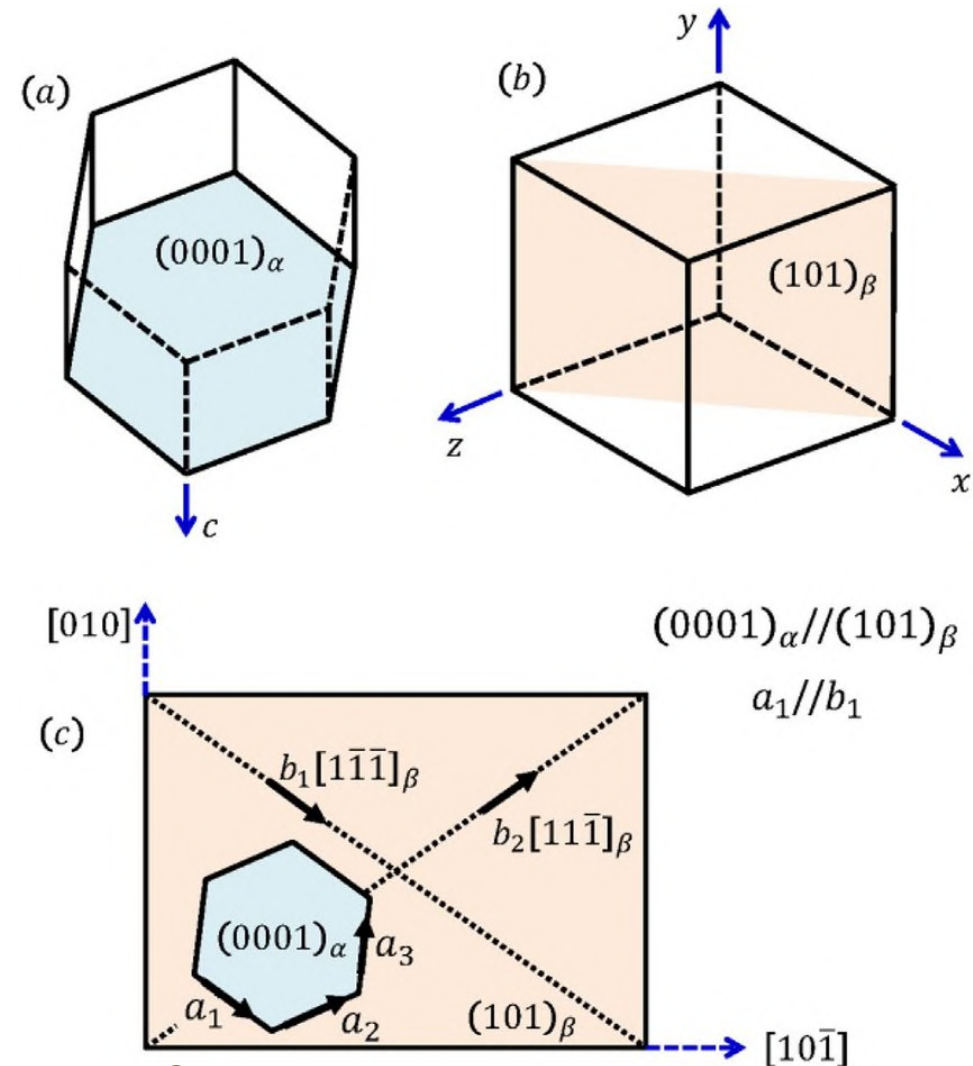 (a)
(0001)α
c
(b)
y
(101)β
z
x
(c)
[010]
(0001)α//(101)β
a₁//b₁
b₁[11̄1̄]β
b₂[111̄]β
(0001)α
a₁
a₂
a₃
(101)β
[101̄]